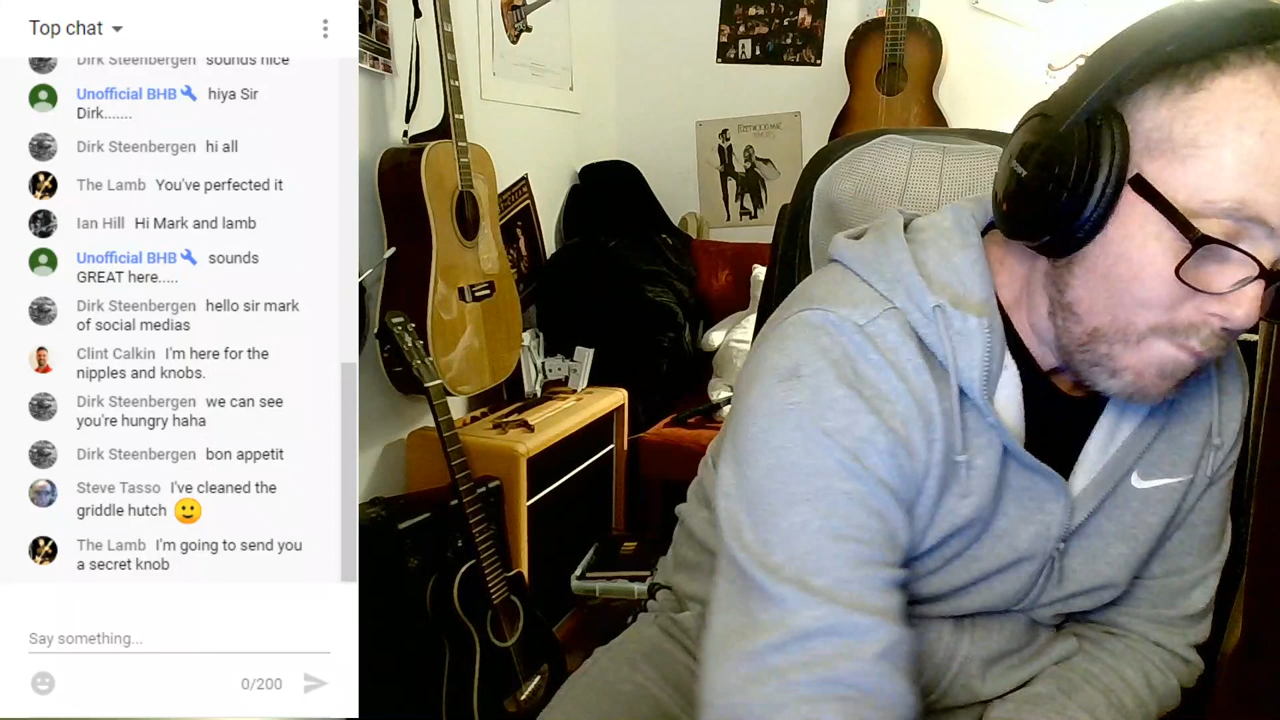 Top chat
Dirk Steenbergen sounds nice
Unofficial BHB hiya Sir
Dirk.......
Dirk Steenbergen hi all
The Lamb You've perfected it
Ian Hill Hi Mark and lamb
Unofficial BHB sounds
GREAT here.....
Dirk Steenbergen hello sir mark
of social medias
Clint Calkin I'm here for the
nipples and knobs.
Dirk Steenbergen we can see
you're hungry haha
Dirk Steenbergen bon appetit
Steve Tasso I've cleaned the
griddle hutch 🙂
The Lamb I'm going to send you
a secret knob
Say something...
0/200
FLEETWOOD MAC
SONY